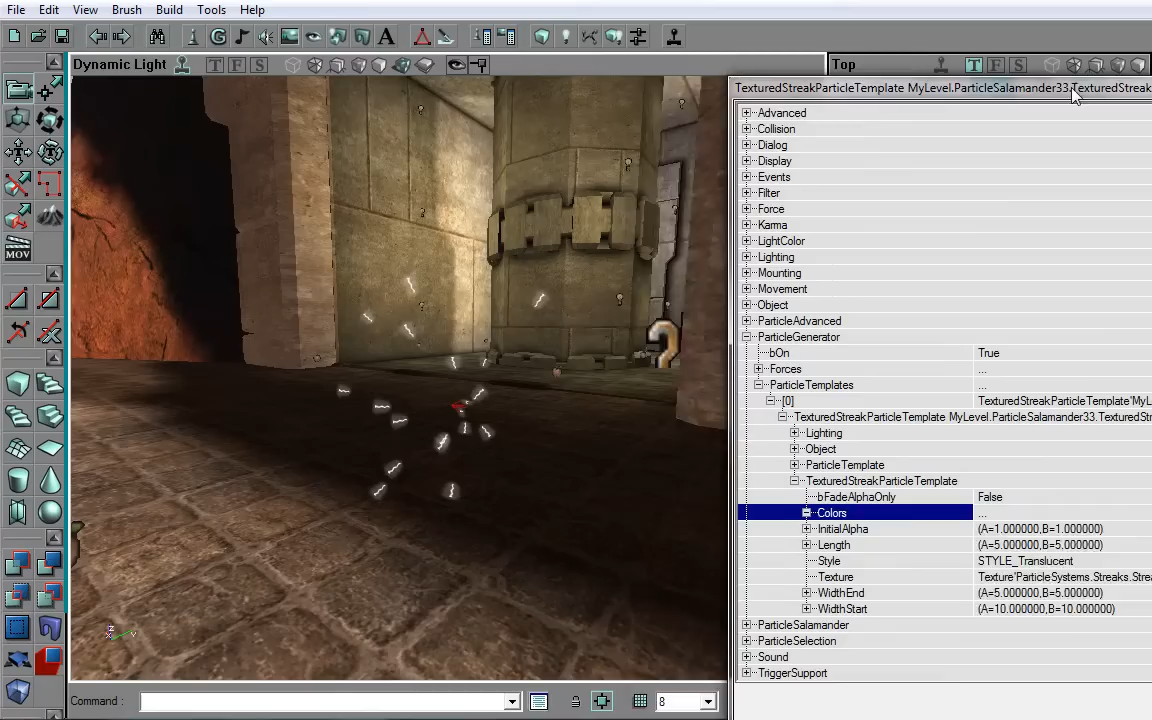 File Edit View Brush Build Tools Help
Dynamic Light T F S Top T F S
TexturedStreakParticleTemplate MyLevel.ParticleSalamander33.TexturedStreak
Advanced
Collision
Dialog
Display
Events
Filter
Force
Karma
LightColor
Lighting
Mounting
Movement
Object
ParticleAdvanced
ParticleGenerator
bOn True
Forces ...
ParticleTemplates ...
[0] TexturedStreakParticleTemplate'MyL
TexturedStreakParticleTemplate MyLevel.ParticleSalamander33.TexturedStr
Lighting
Object
ParticleTemplate
TexturedStreakParticleTemplate
bFadeAlphaOnly False
Colors ...
InitialAlpha (A=1.000000,B=1.000000)
Length (A=5.000000,B=5.000000)
Style STYLE_Translucent
Texture Texture'ParticleSystems.Streaks.Strea
WidthEnd (A=5.000000,B=5.000000)
WidthStart (A=10.000000,B=10.000000)
ParticleSalamander
ParticleSelection
Sound
TriggerSupport
MOV
Command : 8